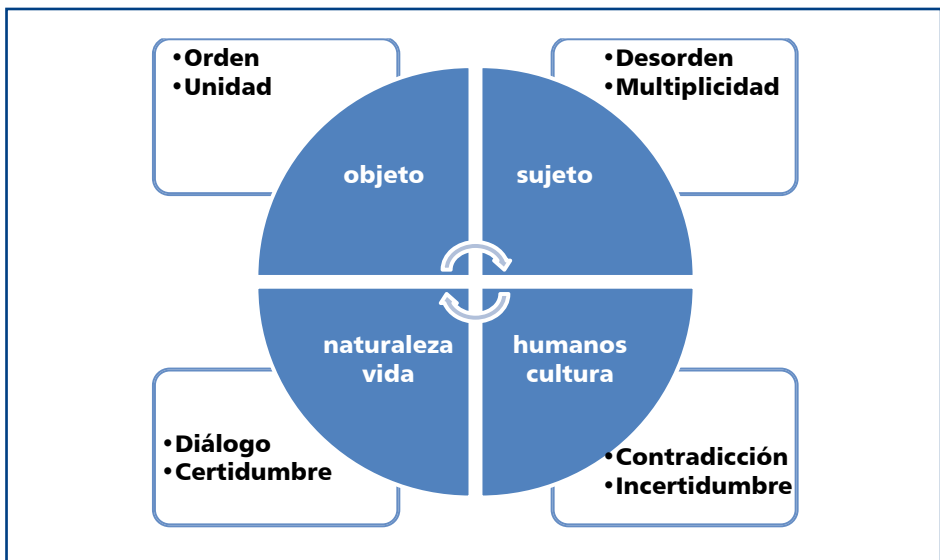 •Orden
•Unidad
•Desorden
•Multiplicidad
objeto
sujeto
naturaleza
vida
humanos
cultura
•Diálogo
•Certidumbre
•Contradicción
•Incertidumbre